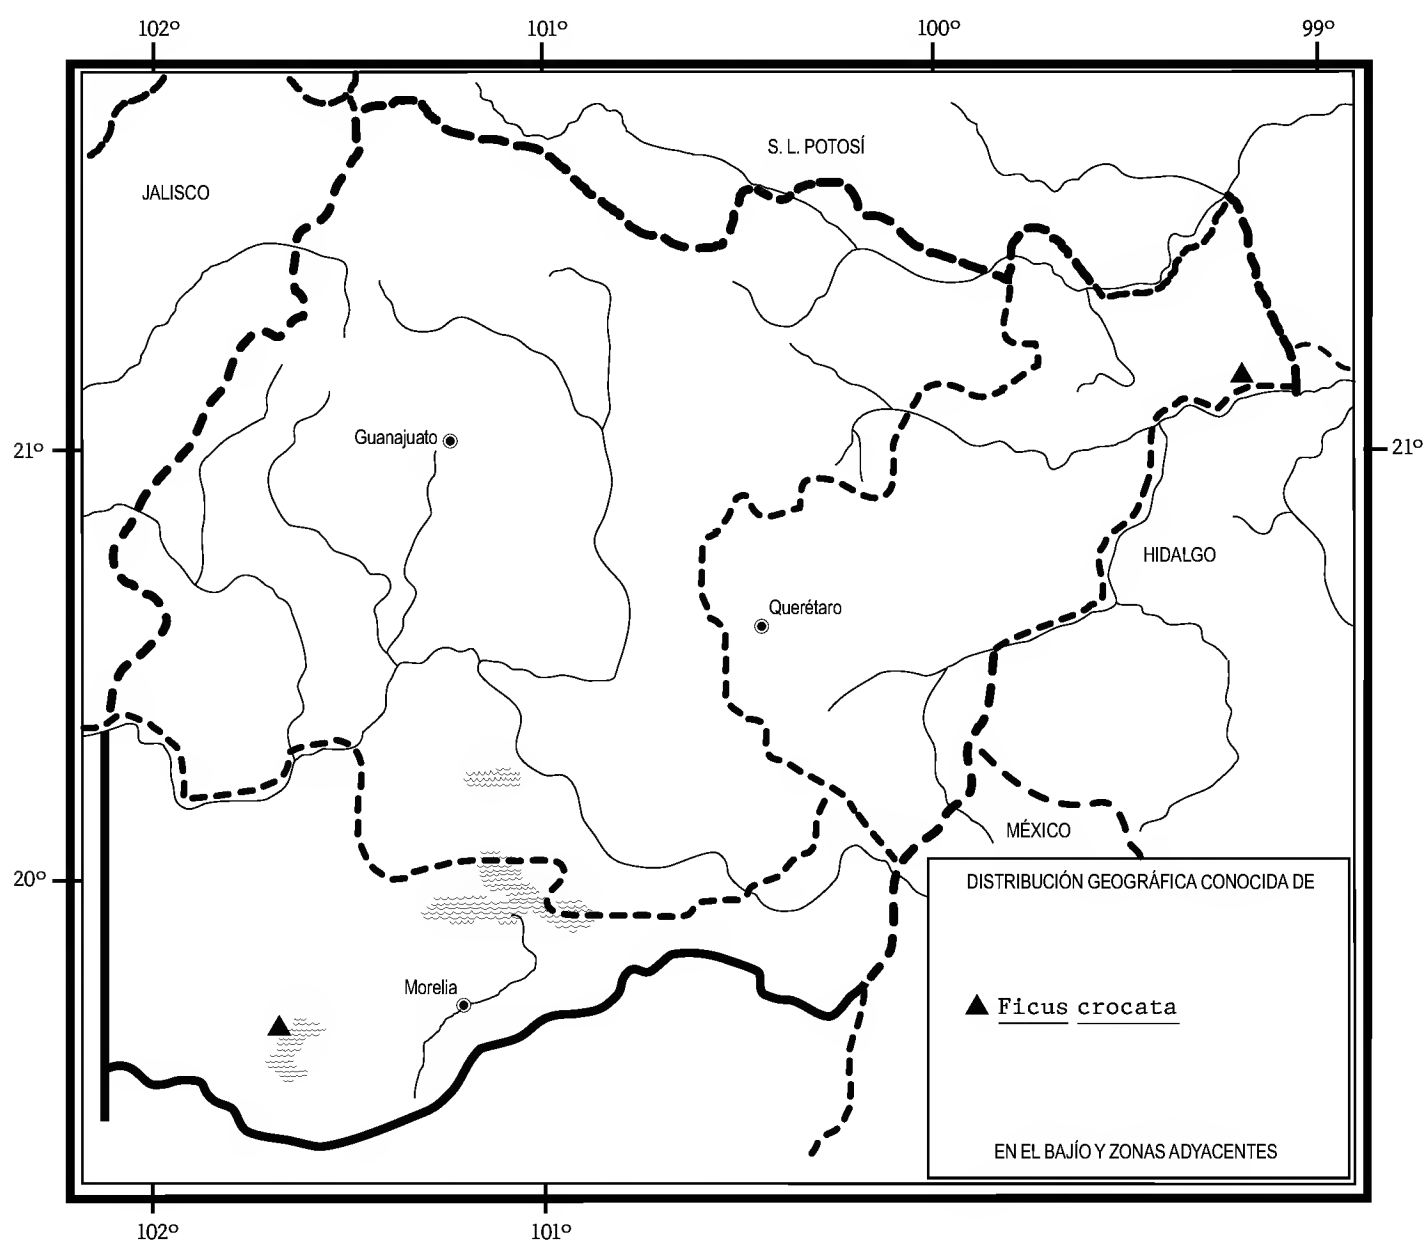 102º 101º 100º 99º
S. L. POTOSÍ
JALISCO
Guanajuato
21º 21º
HIDALGO
Querétaro
MÉXICO
20º
DISTRIBUCIÓN GEOGRÁFICA CONOCIDA DE
Morelia
Ficus crocata
EN EL BAJÍO Y ZONAS ADYACENTES
102º 101º